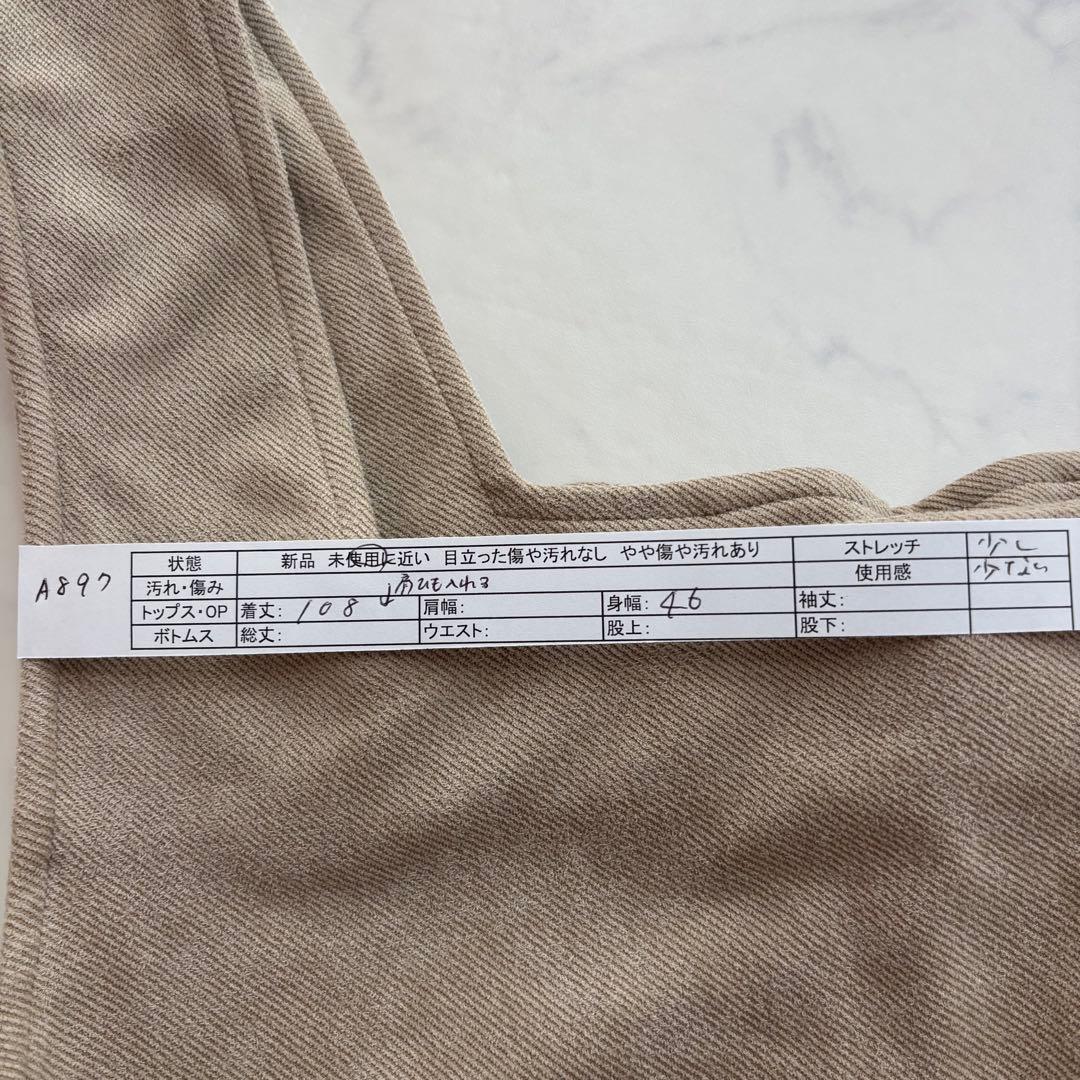 A897
状態 新品 未使用に近い 目立った傷や汚れなし やや傷や汚れあり ストレッチ 少し
汚れ・傷み 使用感 少ない
↓肩ひも入れる
トップス・OP 着丈: 108 肩幅: 身幅: 46 袖丈:
ボトムス 総丈: ウエスト: 股上: 股下: